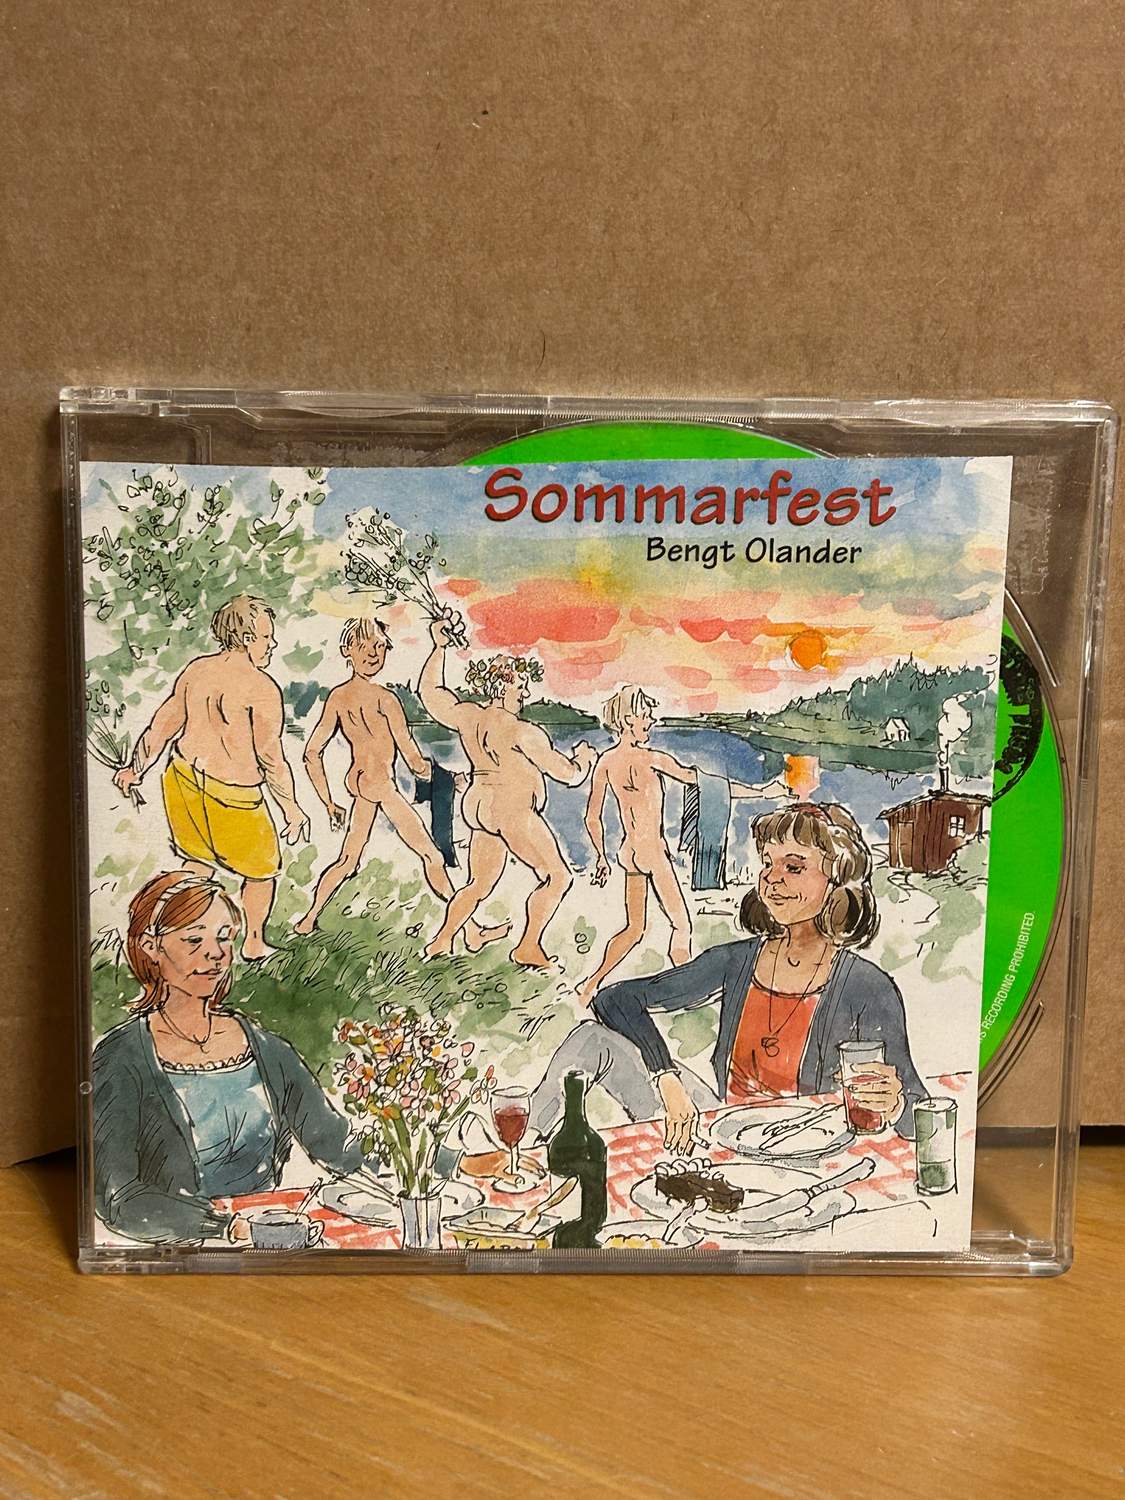 Sommarfest
Bengt Olander
RECORDING PROHIBITED